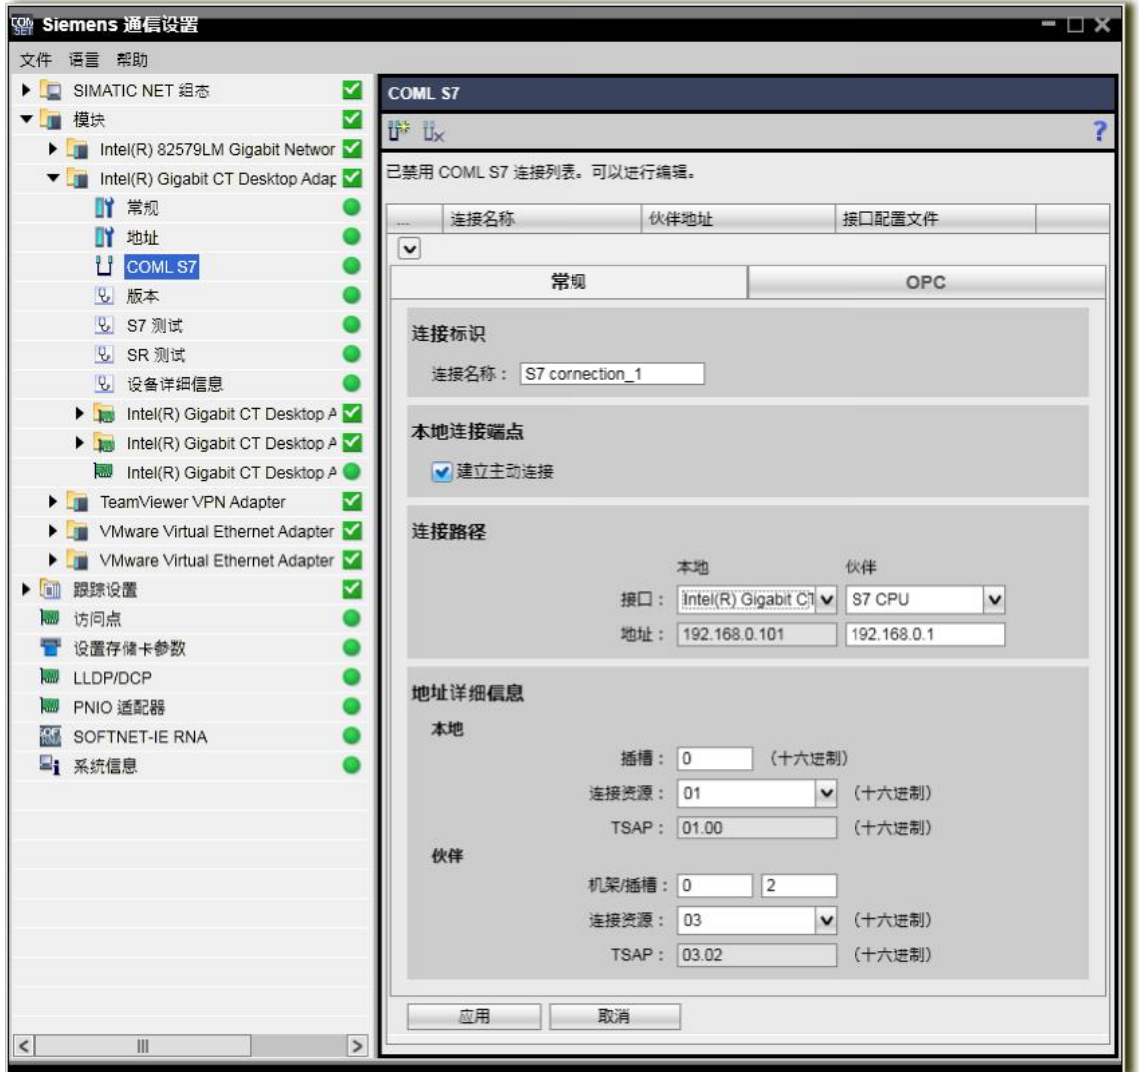 Siemens 通信设置
文件 语言 帮助
SIMATIC NET 组态
模块
Intel(R) 82579LM Gigabit Networ
Intel(R) Gigabit CT Desktop Adap
常规
地址
COML S7
版本
S7 测试
SR 测试
设备详细信息
Intel(R) Gigabit CT Desktop A
Intel(R) Gigabit CT Desktop A
Intel(R) Gigabit CT Desktop A
TeamViewer VPN Adapter
VMware Virtual Ethernet Adapter
VMware Virtual Ethernet Adapter
跟踪设置
访问点
设置存储卡参数
LLDP/DCP
PNIO 适配器
SOFTNET-IE RNA
系统信息
COML S7
?
已禁用 COML S7 连接列表。可以进行编辑。
... 连接名称 伙伴地址 接口配置文件
常规 OPC
连接标识
连接名称： S7 cornection_1
本地连接端点
建立主动连接
连接路径
本地 伙伴
接口： Intel(R) Gigabit CT S7 CPU
地址： 192.168.0.101 192.168.0.1
地址详细信息
本地
插槽： 0 （十六进制）
连接资源： 01 （十六进制）
TSAP： 01.00 （十六进制）
伙伴
机架/插槽： 0 2
连接资源： 03 （十六进制）
TSAP： 03.02 （十六进制）
应用 取消